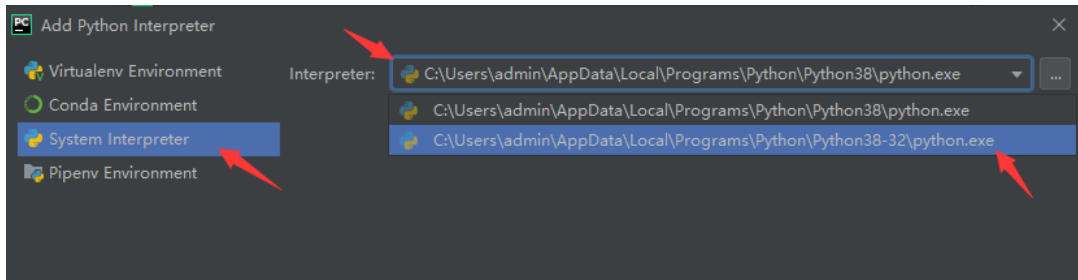 PC Add Python Interpreter
Virtualenv Environment
Interpreter: C:\Users\admin\AppData\Local\Programs\Python\Python38\python.exe ...
Conda Environment
C:\Users\admin\AppData\Local\Programs\Python\Python38\python.exe
System Interpreter
C:\Users\admin\AppData\Local\Programs\Python\Python38-32\python.exe
Pipenv Environment